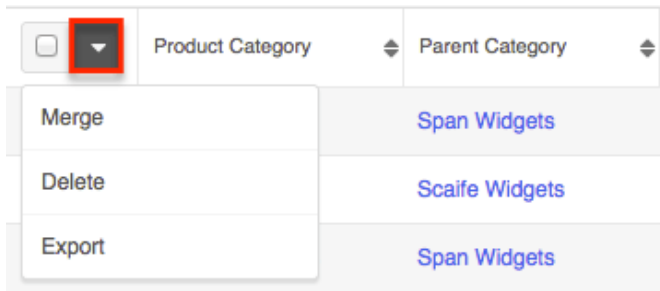 Product Category
Parent Category
Merge
Span Widgets
Delete
Scaife Widgets
Export
Span Widgets